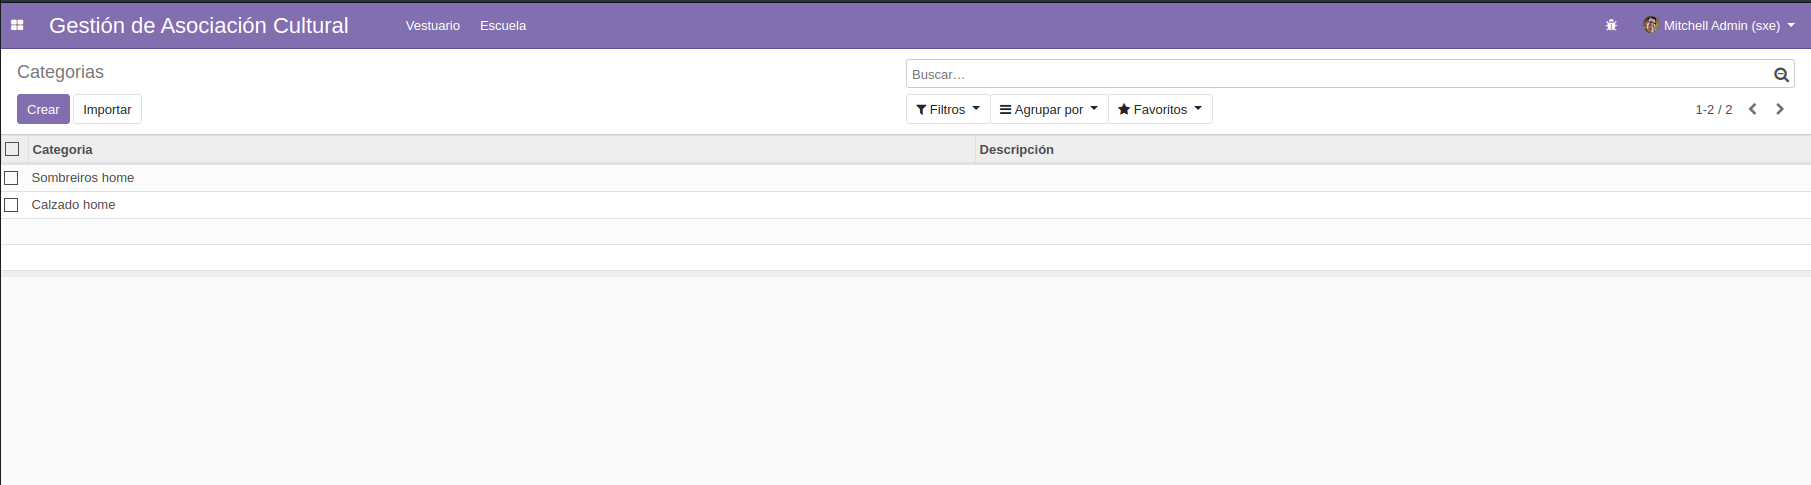 Gestión de Asociación Cultural Vestuario Escuela Mitchell Admin (sxe)
Categorias
Buscar...
Crear Importar Filtros Agrupar por Favoritos 1-2 / 2
Categoria Descripción
Sombreiros home
Calzado home